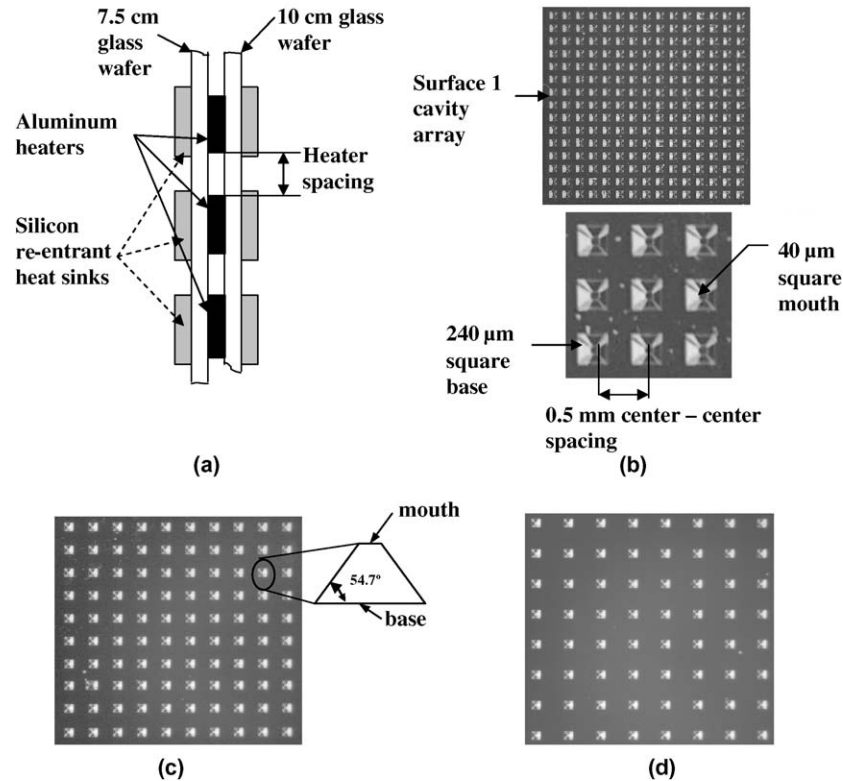 7.5 cm
glass
wafer
10 cm glass
wafer
Aluminum
heaters
Heater
spacing
Silicon
re-entrant
heat sinks
(a)
Surface 1
cavity
array
40 µm
square
mouth
240 µm
square
base
0.5 mm center – center
spacing
(b)
mouth
54.7º
base
(c)
(d)